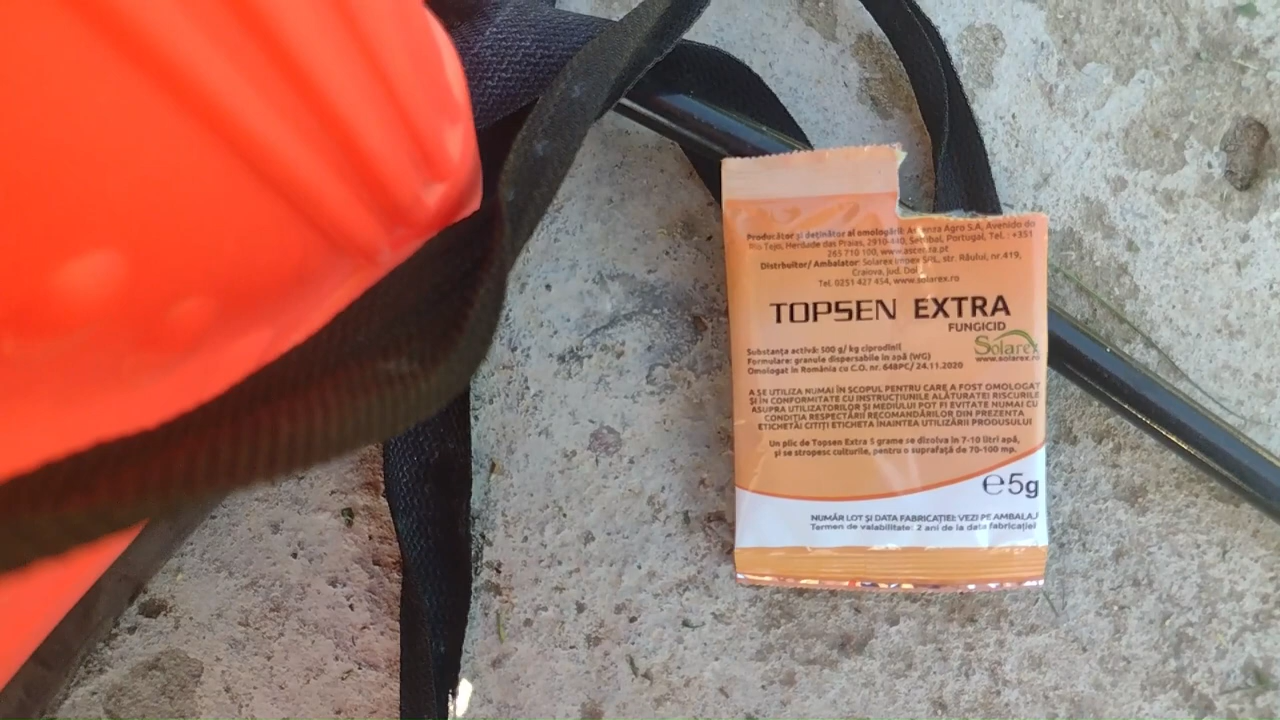 Producător și deținător al omologării: Ascenza Agro S.A, Avenido do
Rio Tejo, Herdade das Praias, 2910-440, Setubal, Portugal, Tel. : +351
265 710 100, www.ascenza.pt
Distribuitor/ Ambalator: Solarex Impex SRL, str. Râului, nr.419,
Craiova, Jud. Dolj
Tel. 0251 427 454, www.solarex.ro
TOPSEN EXTRA
FUNGICID
Solarex
www.solarex.ro
Substanța activă: 500 g/ kg ciprodinil
Formulare: granule dispersabile in apă (WG)
Omologat in România cu C.O. nr. 648PC/ 24.11.2020
A SE UTILIZA NUMAI ÎN SCOPUL PENTRU CARE A FOST OMOLOGAT
ȘI ÎN CONFORMITATE CU INSTRUCȚIUNILE ALĂTURATE! RISCURILE
ASUPRA UTILIZATORILOR ȘI MEDIULUI POT FI EVITATE NUMAI CU
CONDIȚIA RESPECTĂRII RECOMANDĂRILOR DIN PREZENTA
ETICHETĂ! CITIȚI ETICHETA ÎNAINTEA UTILIZĂRII PRODUSULUI
Un plic de Topsen Extra 5 grame se dizolva in 7-10 litri apă,
și se stropesc culturile, pentru o suprafață de 70-100 mp.
℮5g
NUMĂR LOT ȘI DATA FABRICAȚIEI: VEZI PE AMBALAJ
Termen de valabilitate: 2 ani de la data fabricației